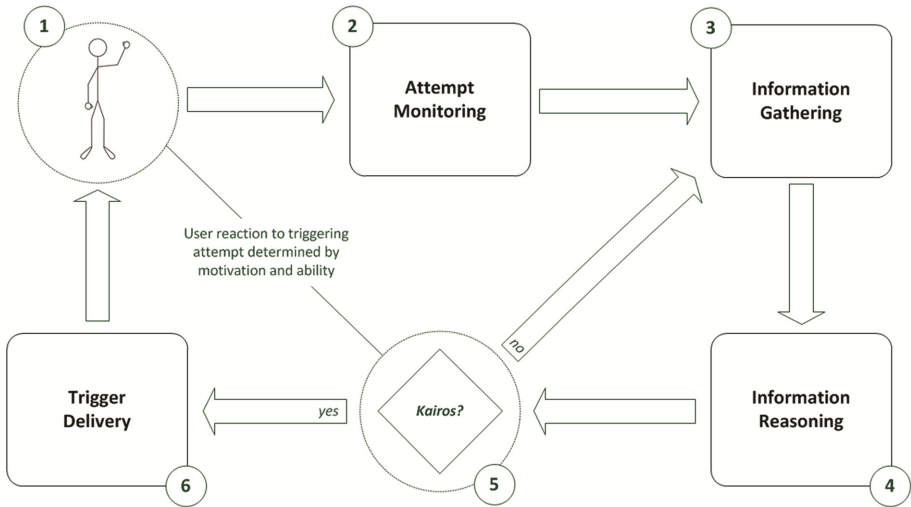 1
2
Attempt
Monitoring
3
Information
Gathering
User reaction to triggering
attempt determined by
motivation and ability
no
Trigger
Delivery
6
yes
Kairos?
5
Information
Reasoning
4